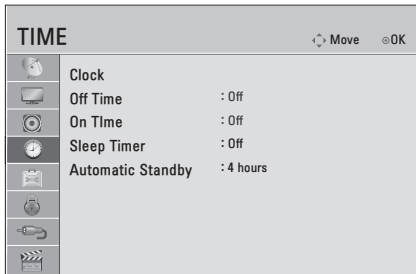 TIME
Move
OK
Clock
Off Time : Off
On TIme : Off
Sleep Timer : Off
Automatic Standby : 4 hours